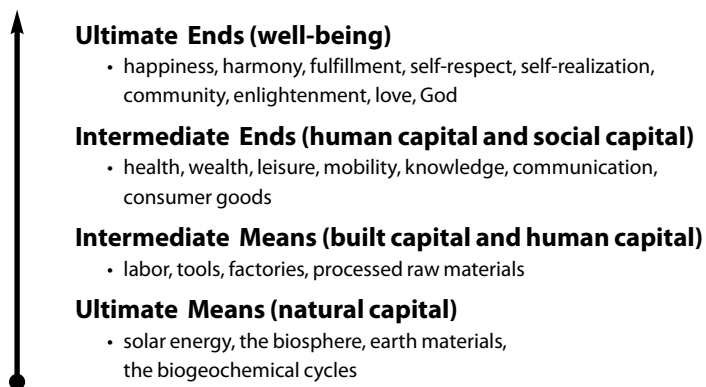 Ultimate Ends (well-being)
• happiness, harmony, fulfillment, self-respect, self-realization,
community, enlightenment, love, God
Intermediate Ends (human capital and social capital)
• health, wealth, leisure, mobility, knowledge, communication,
consumer goods
Intermediate Means (built capital and human capital)
• labor, tools, factories, processed raw materials
Ultimate Means (natural capital)
• solar energy, the biosphere, earth materials,
the biogeochemical cycles